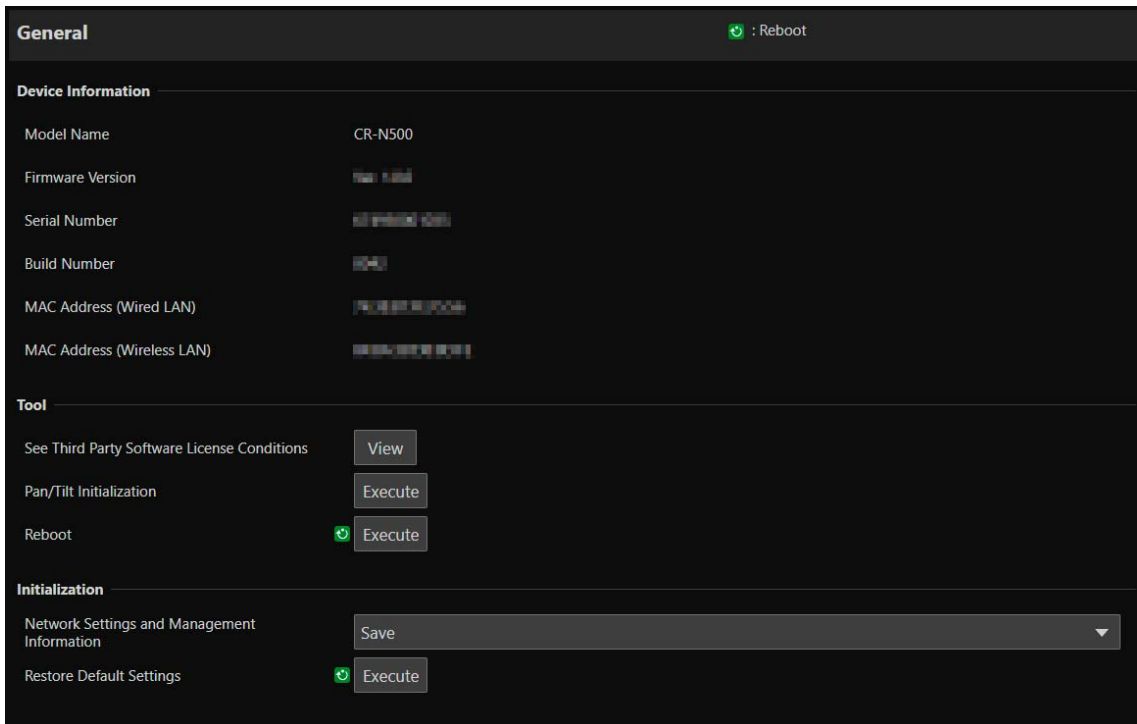 General
: Reboot
Device Information
Model Name CR-N500
Firmware Version
Serial Number
Build Number
MAC Address (Wired LAN)
MAC Address (Wireless LAN)
Tool
See Third Party Software License Conditions View
Pan/Tilt Initialization Execute
Reboot Execute
Initialization
Network Settings and Management
Information
Save
Restore Default Settings Execute